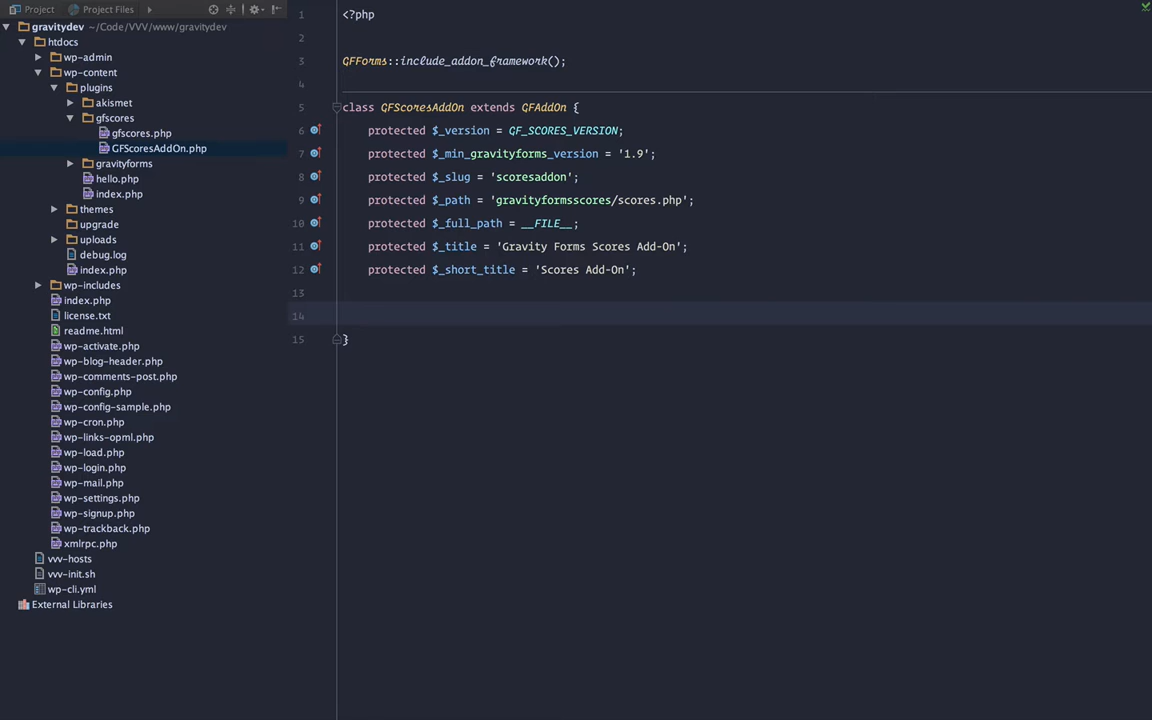 Project Project Files
gravitydev ~/Code/VVV/www/gravitydev
htdocs
wp-admin
wp-content
plugins
akismet
gfscores
gfscores.php
GFScoresAddOn.php
gravityforms
hello.php
index.php
themes
upgrade
uploads
debug.log
index.php
wp-includes
index.php
license.txt
readme.html
wp-activate.php
wp-blog-header.php
wp-comments-post.php
wp-config.php
wp-config-sample.php
wp-cron.php
wp-links-opml.php
wp-load.php
wp-login.php
wp-mail.php
wp-settings.php
wp-signup.php
wp-trackback.php
xmlrpc.php
vvv-hosts
vvv-init.sh
wp-cli.yml
External Libraries
1 <?php
2
3 GFForms::include_addon_framework();
4
5 class GFScoresAddOn extends GFAddOn {
6 protected $_version = GF_SCORES_VERSION;
7 protected $_min_gravityforms_version = '1.9';
8 protected $_slug = 'scoresaddon';
9 protected $_path = 'gravityformsscores/scores.php';
10 protected $_full_path = __FILE__;
11 protected $_title = 'Gravity Forms Scores Add-On';
12 protected $_short_title = 'Scores Add-On';
13
14
15 }